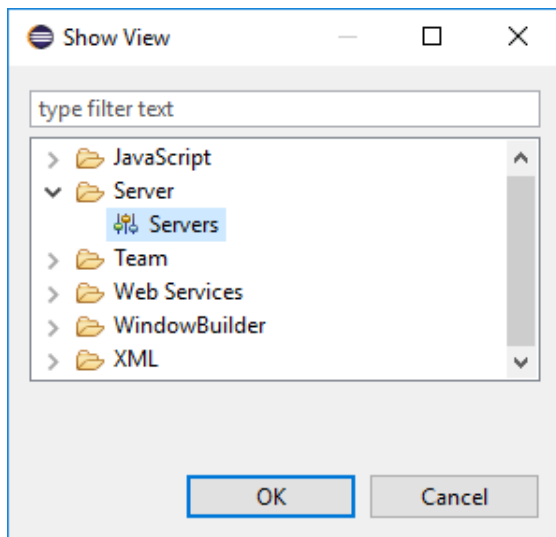 Show View
type filter text
JavaScript
Server
Servers
Team
Web Services
WindowBuilder
XML
OK Cancel